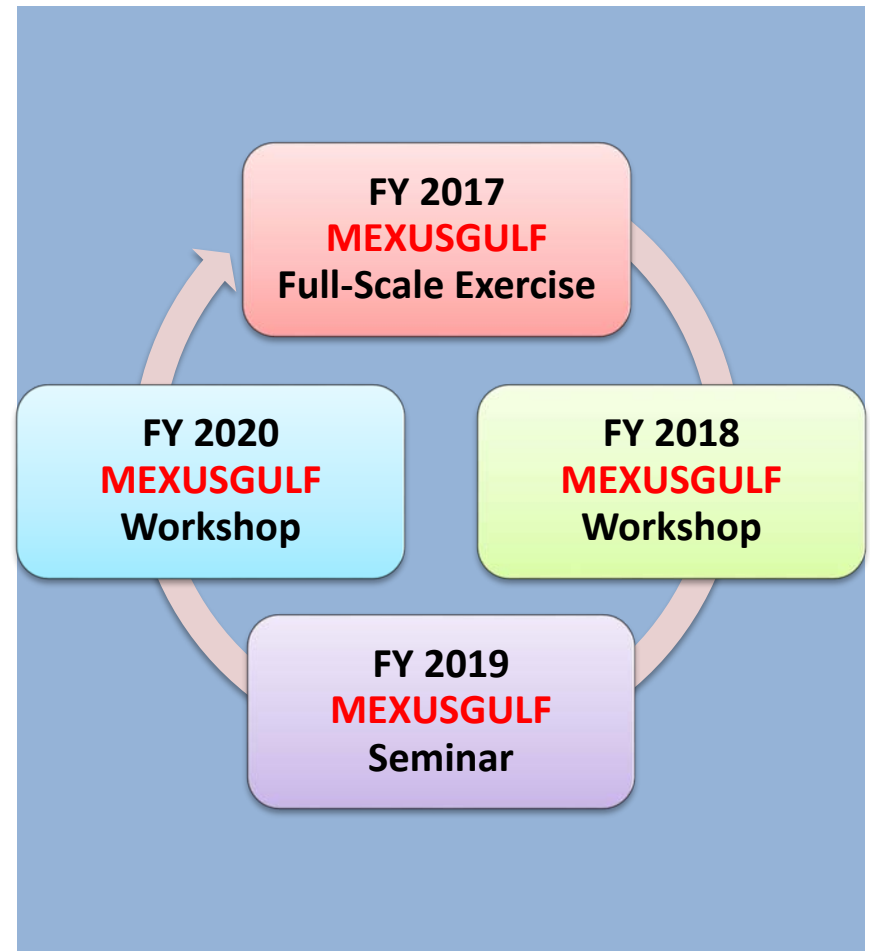 FY 2017
MEXUSGULF
Full-Scale Exercise
FY 2018
MEXUSGULF
Workshop
FY 2019
MEXUSGULF
Seminar
FY 2020
MEXUSGULF
Workshop